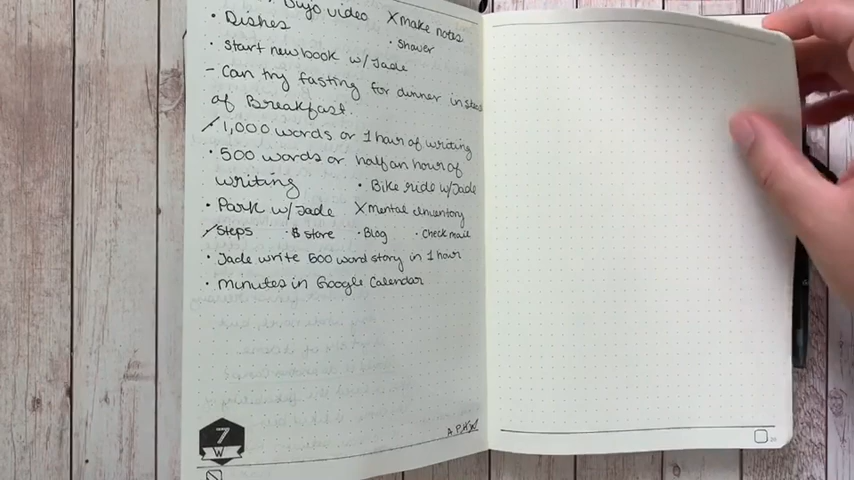 Bujo video X make notes
• Dishes • Shower
• Start new book w/ Jade
- Can try fasting for dinner instead
of Breakfast.
/ 1,000 words or 1 hour of writing
• 500 words or half an hour of
writing • Bike ride w/Jade
• Park w/ Jade X mental inventory
/ Steps • $ store • Blog • Check mail
• Jade write 500 word story in 1 hour
• minutes in Google Calendar
7
W